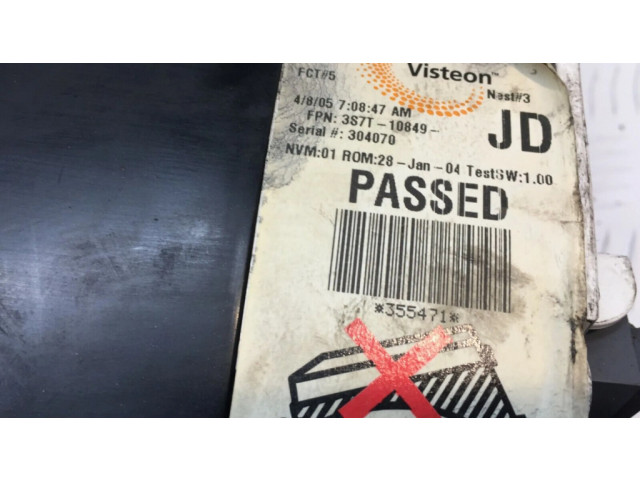 Visteon™
FCT#5
Nest#3
4/8/05 7:08:47 AM
FPN: 3S7T-10849-
JD
Serial #: 304070
NVM:01 ROM:28-Jan-04 TestSW:1.00
PASSED
*355471*